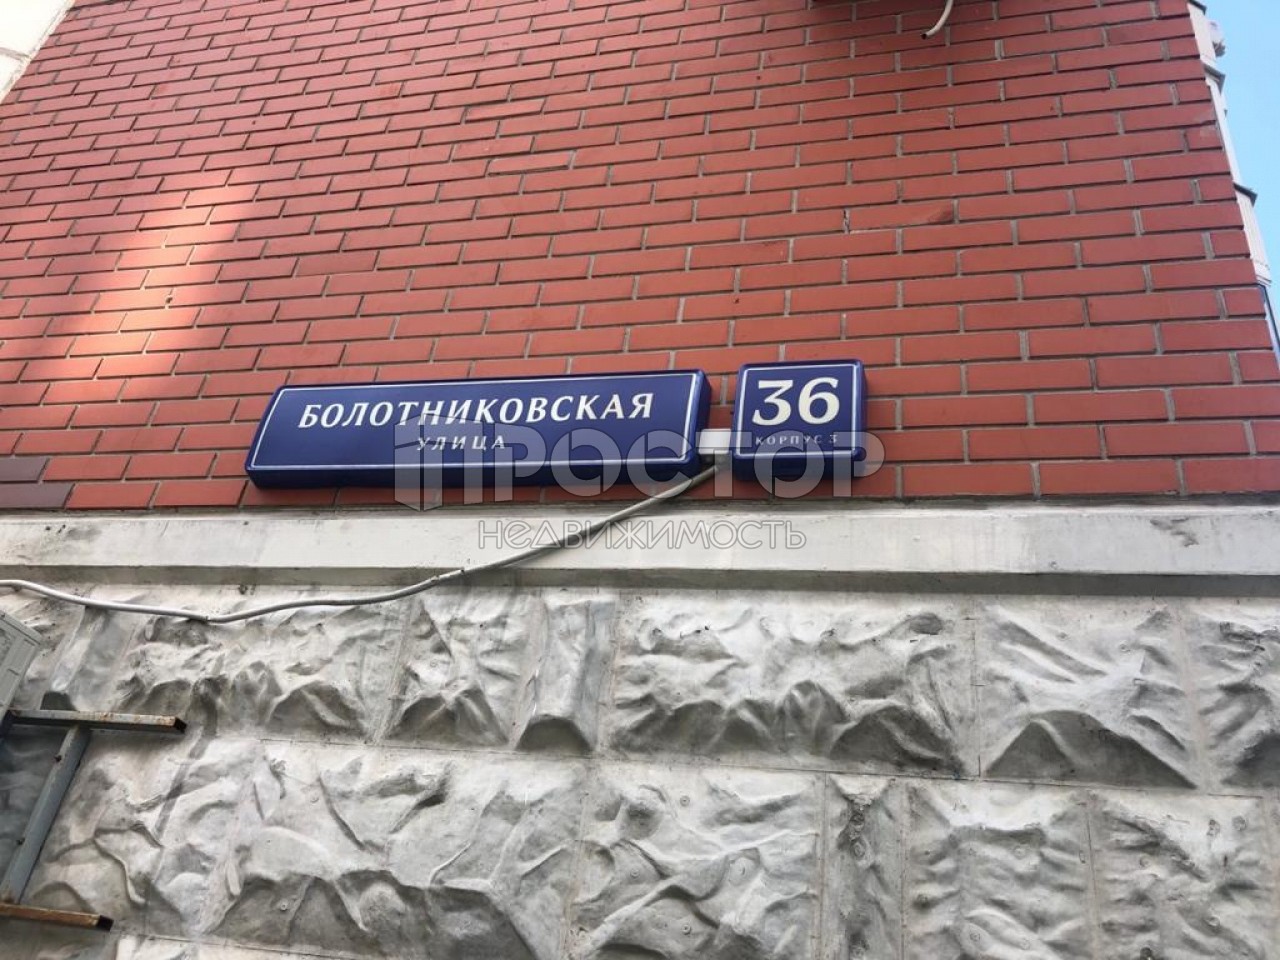 БОЛОТНИКОВСКАЯ
УЛИЦА
36
КОРПУС 3
ПРОСТОР
НЕДВИЖИМОСТЬ